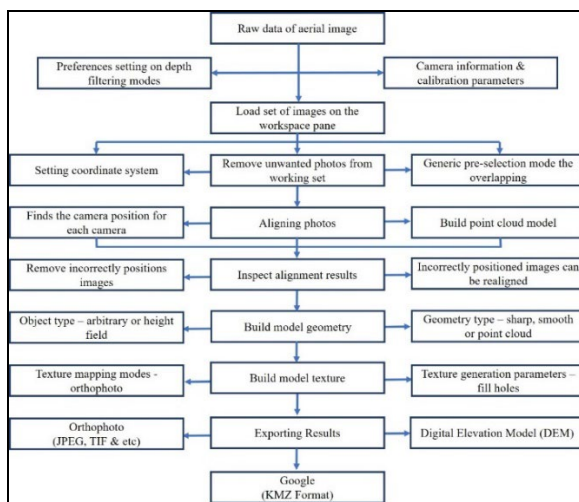 Raw data of aerial image
Preferences setting on depth
filtering modes
Camera information &
calibration parameters
Load set of images on the
workspace pane
Setting coordinate system
Remove unwanted photos from
working set
Generic pre-selection mode the
overlapping
Finds the camera position for
each camera
Aligning photos
Build point cloud model
Remove incorrectly positions
images
Inspect alignment results
Incorrectly positioned images can
be realigned
Object type – arbitrary or height
field
Build model geometry
Geometry type – sharp, smooth
or point cloud
Texture mapping modes -
orthophoto
Build model texture
Texture generation parameters –
fill holes
Orthophoto
(JPEG, TIF & etc)
Exporting Results
Digital Elevation Model (DEM)
Google
(KMZ Format)